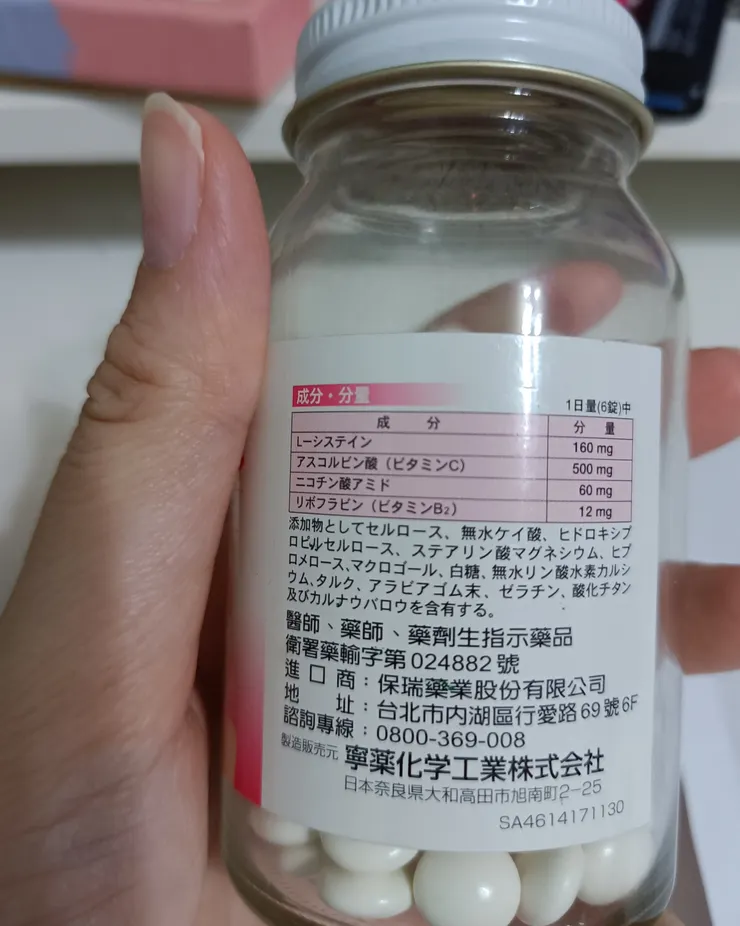 成分・分量
1日量(6錠)中
成 分 分 量
L-システイン 160 mg
アスコルビン酸（ビタミンC） 500 mg
ニコチン酸アミド 60 mg
リボフラビン（ビタミンB₂） 12 mg
添加物としてセルロース、無水ケイ酸、ヒドロキシプ
ロピルセルロース、ステアリン酸マグネシウム、ヒプ
ロメロース、マクロゴール、白糖、無水リン酸水素カルシ
ウム、タルク、アラビアゴム末、ゼラチン、酸化チタン
及びカルナウバロウを含有する。
醫師、藥師、藥劑生指示藥品
衛署藥輸字第024882號
進口商：保瑞藥業股份有限公司
地 址：台北市內湖區行愛路69號6F
諮詢專線：0800-369-008
製造販売元 寧薬化学工業株式会社
日本奈良県大和高田市旭南町2-25
SA4614171130